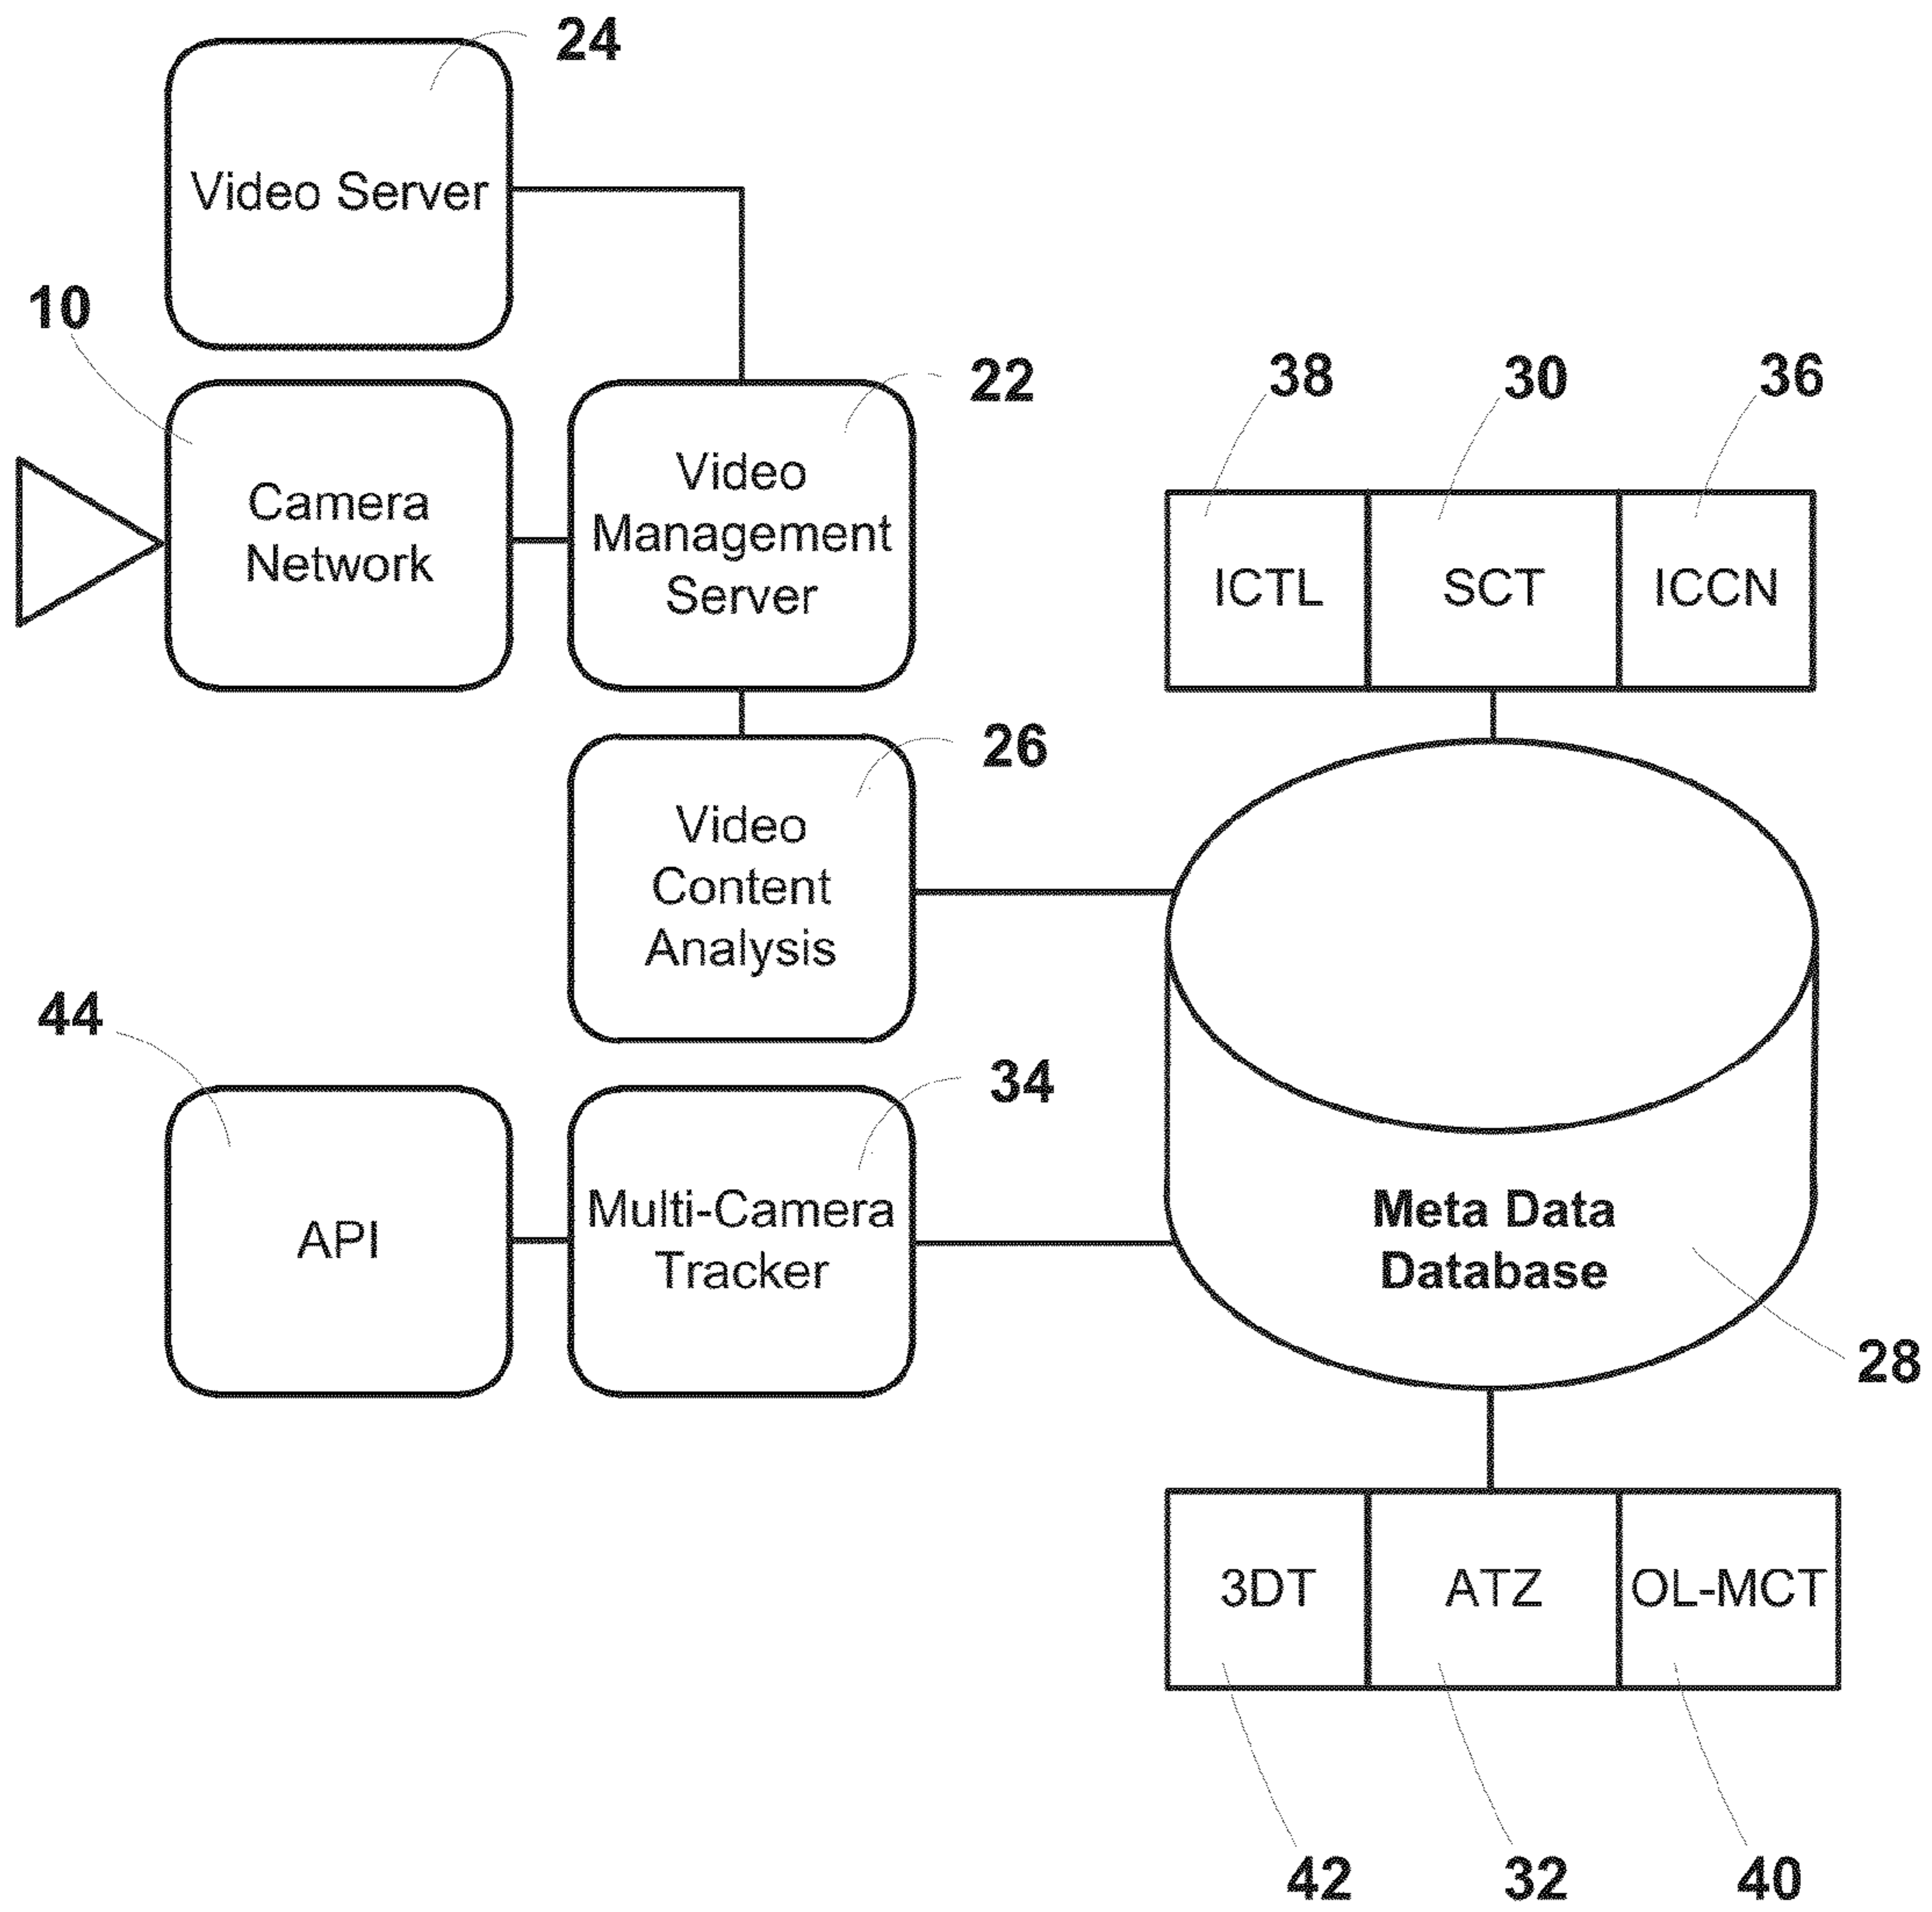 24
Video Server
10
22
38
30
36
Camera
Network
Video
Management
Server
ICTL
SCT
ICCN
26
Video
Content
Analysis
44
34
API
Multi-Camera
Tracker
Meta Data
Database
28
3DT
ATZ
OL-MCT
42
32
40